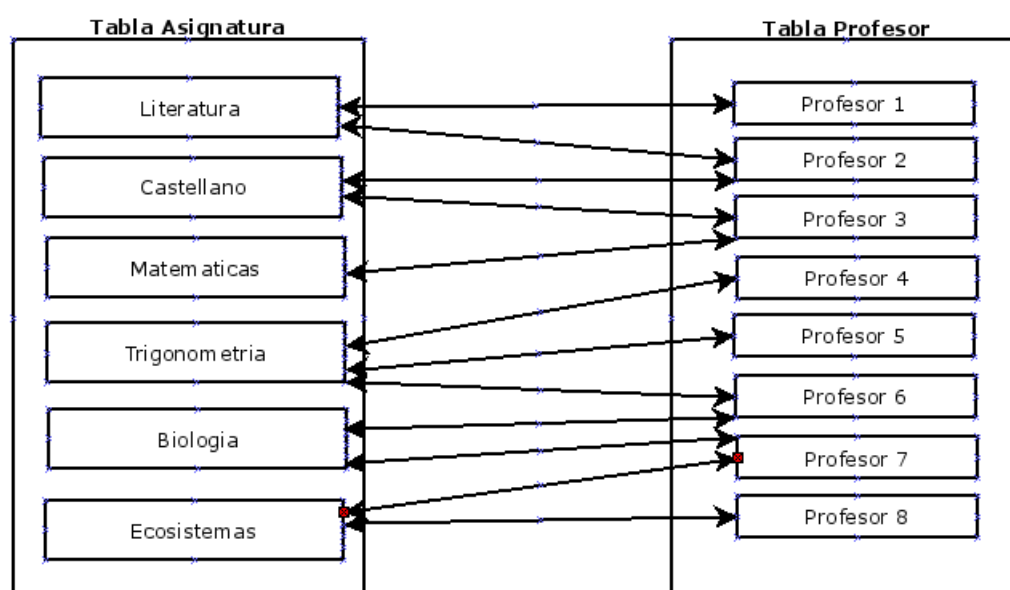 Tabla Asignatura
Tabla Profesor
Literatura
Castellano
Matematicas
Trigonometria
Biologia
Ecosistemas
Profesor 1
Profesor 2
Profesor 3
Profesor 4
Profesor 5
Profesor 6
Profesor 7
Profesor 8